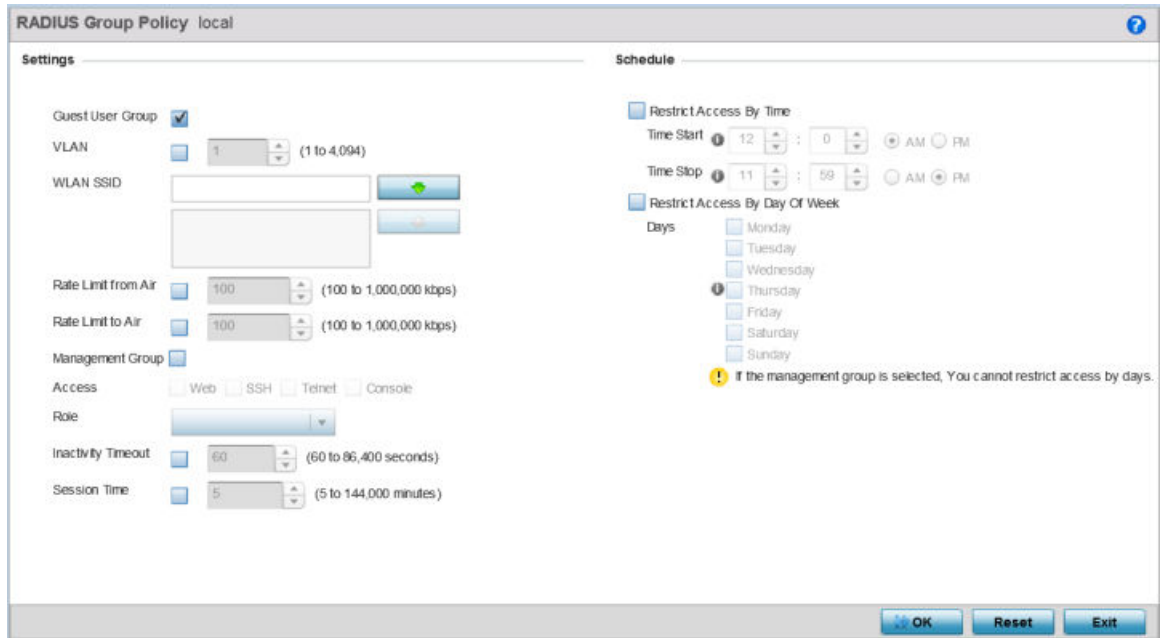 RADIUS Group Policy local
?
Settings
Guest User Group
VLAN 1 (1 to 4,094)
WLAN SSID
Rate Limit from Air 100 (100 to 1,000,000 kbps)
Rate Limit to Air 100 (100 to 1,000,000 kbps)
Management Group
Access Web SSH Telnet Console
Role
Inactivity Timeout 60 (60 to 86,400 seconds)
Session Time 5 (5 to 144,000 minutes)
Schedule
Restrict Access By Time
Time Start i 12 : 0 AM PM
Time Stop i 11 : 59 AM PM
Restrict Access By Day Of Week
Days Monday
Tuesday
Wednesday
i Thursday
Friday
Saturday
Sunday
! If the management group is selected, You cannot restrict access by days.
OK Reset Exit